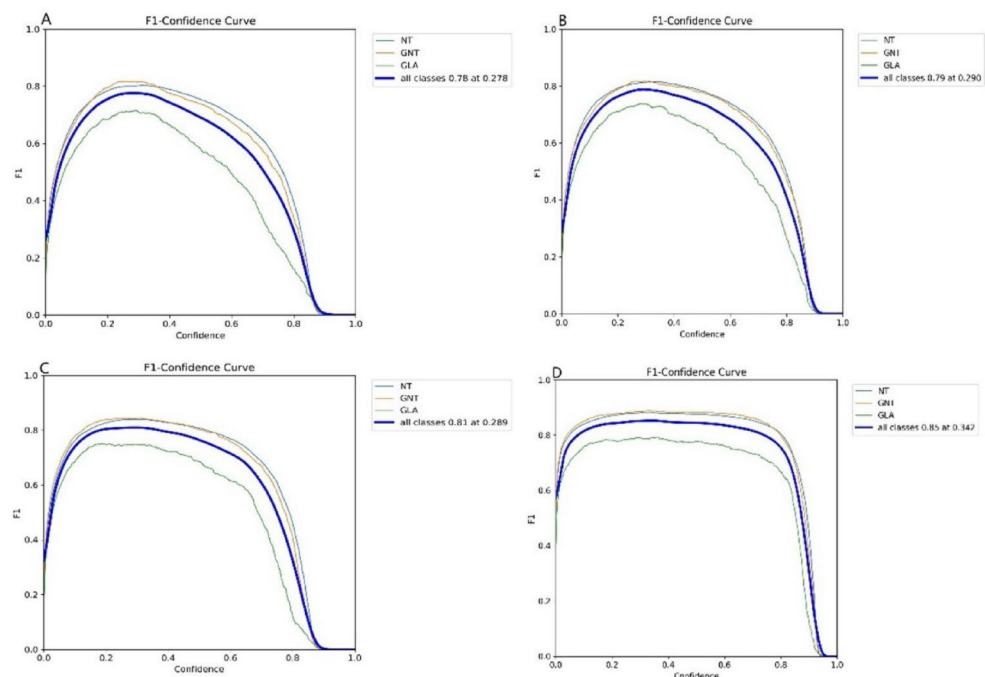 A
F1-Confidence Curve
1.0
0.8
0.6
0.4
0.2
0.0
F1
0.0 0.2 0.4 0.6 0.8 1.0
Confidence
NT
GNT
GLA
all classes 0.78 at 0.278
B
F1-Confidence Curve
1.0
0.8
0.6
0.4
0.2
0.0
F1
0.0 0.2 0.4 0.6 0.8 1.0
Confidence
NT
GNT
GLA
all classes 0.79 at 0.290
C
F1-Confidence Curve
1.0
0.8
0.6
0.4
0.2
0.0
F1
0.0 0.2 0.4 0.6 0.8 1.0
Confidence
NT
GNT
GLA
all classes 0.81 at 0.289
D
F1-Confidence Curve
1.0
0.8
0.6
0.4
0.2
0.0
F1
0.0 0.2 0.4 0.6 0.8 1.0
Confidence
NT
GNT
GLA
all classes 0.85 at 0.342